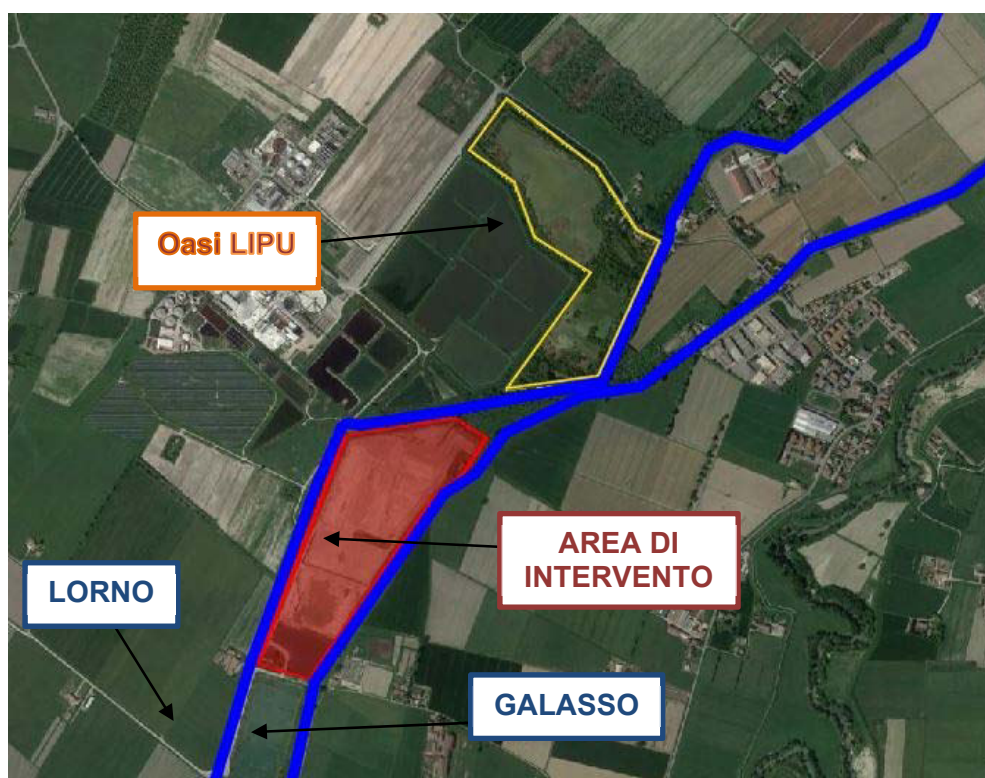 Oasi LIPU
AREA DI
INTERVENTO
LORNO
GALASSO